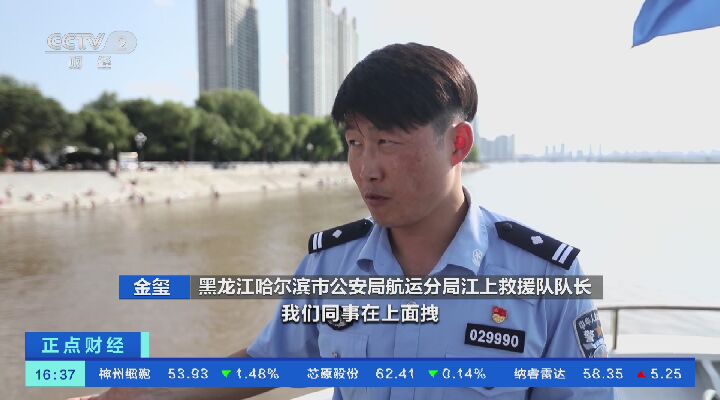 CCTV 2
财经
金玺 黑龙江哈尔滨市公安局航运分局江上救援队队长
我们同事在上面拽
029990
警
正点财经
16:37 神州细胞 53.93 ▼1.48% 芯原股份 62.41 ▼0.14% 纳睿雷达 58.35 ▲5.25